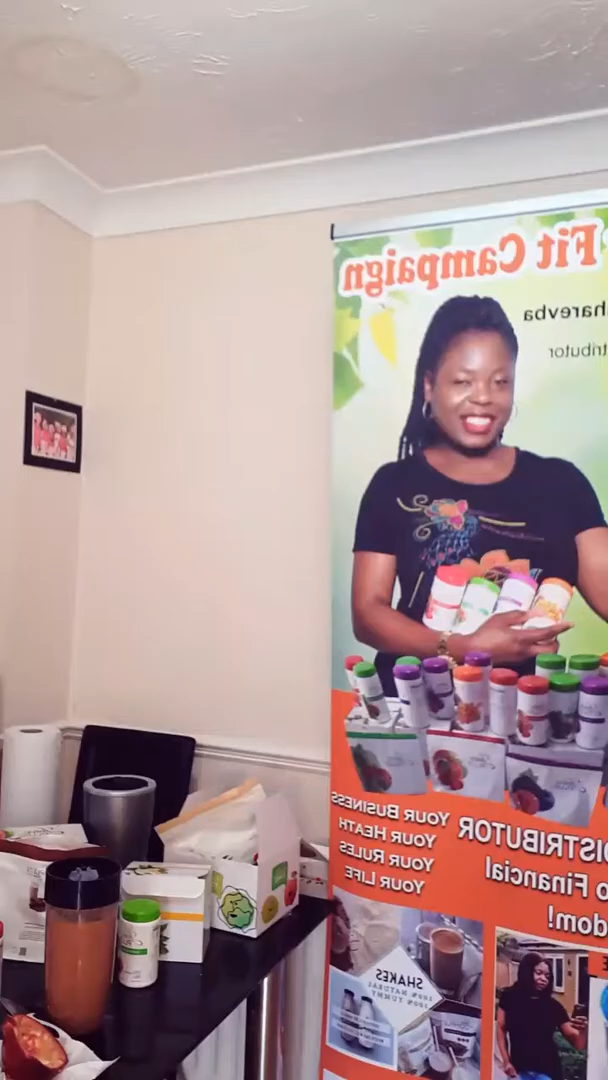 Fit Campaign
harevba
tributor
YOUR BUSINESS
YOUR HEATH
YOUR RULES
YOUR LIFE
DISTRIBUTOR
o Financial
dom!
SHAKES
100% NATURAL
100% YUMMY